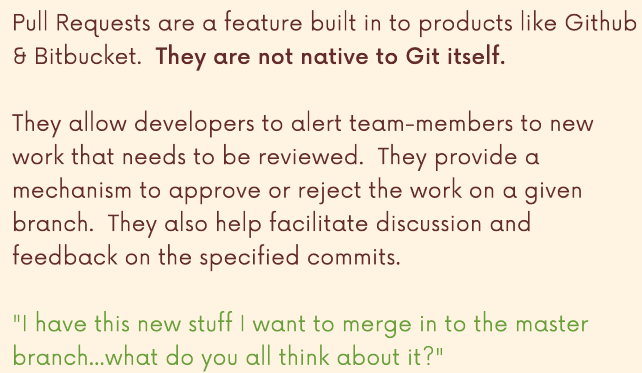 Pull Requests are a feature built in to products like Github
& Bitbucket. They are not native to Git itself.
They allow developers to alert team-members to new
work that needs to be reviewed. They provide a
mechanism to approve or reject the work on a given
branch. They also help facilitate discussion and
feedback on the specified commits.
"I have this new stuff I want to merge in to the master
branch...what do you all think about it?"